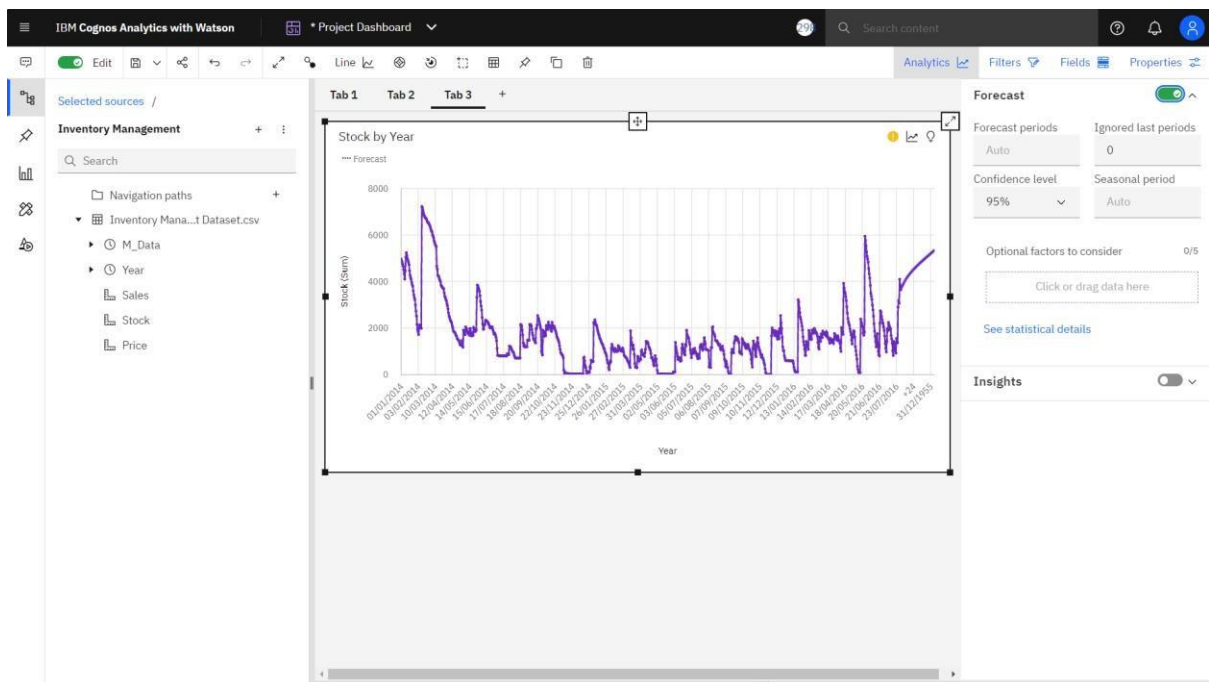 IBM Cognos Analytics with Watson
* Project Dashboard
Search content
Edit
Line
Analytics
Filters
Fields
Properties
Selected sources /
Inventory Management
Search
Navigation paths
Inventory Mana...t Dataset.csv
M_Data
Year
Sales
Stock
Price
Tab 1 Tab 2 Tab 3 +
Stock by Year
Forecast
8000
6000
4000
2000
0
Stock (Sum)
01/01/2014
03/02/2014
10/03/2014
12/04/2014
14/05/2014
15/06/2014
17/07/2014
18/08/2014
20/09/2014
22/10/2014
23/11/2014
25/12/2014
26/01/2015
27/02/2015
31/03/2015
02/05/2015
03/06/2015
05/07/2015
06/08/2015
07/09/2015
09/10/2015
10/11/2015
12/12/2015
13/01/2016
14/02/2016
17/03/2016
18/04/2016
20/05/2016
21/06/2016
23/07/2016
+24
31/12/1955
Year
Forecast
Forecast periods Ignored last periods
Auto 0
Confidence level Seasonal period
95% Auto
Optional factors to consider 0/5
Click or drag data here
See statistical details
Insights